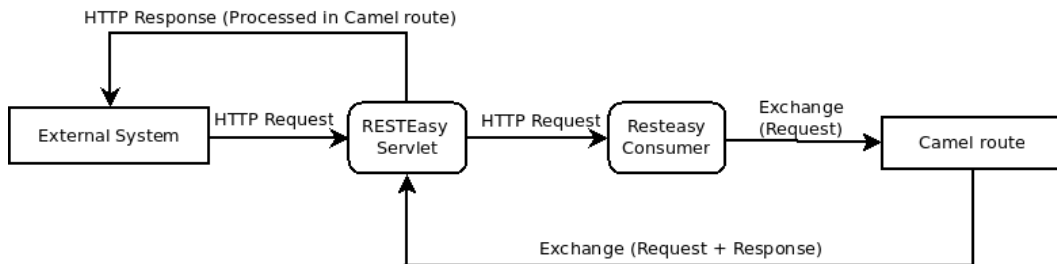 HTTP Response (Processed in Camel route)
External System
HTTP Request
RESTEasy
Servlet
HTTP Request
Resteasy
Consumer
Exchange
(Request)
Camel route
Exchange (Request + Response)